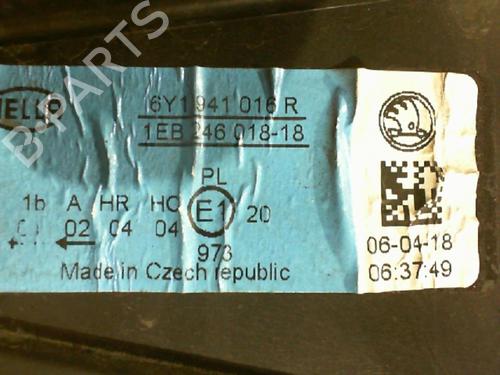 B-PARTS
HELLA
6Y1 941 016 R
1EB 246 018-18
PL
1b A HR HC E1 20
02 04 04
973
Made in Czech republic
06-04-18
06:37:49